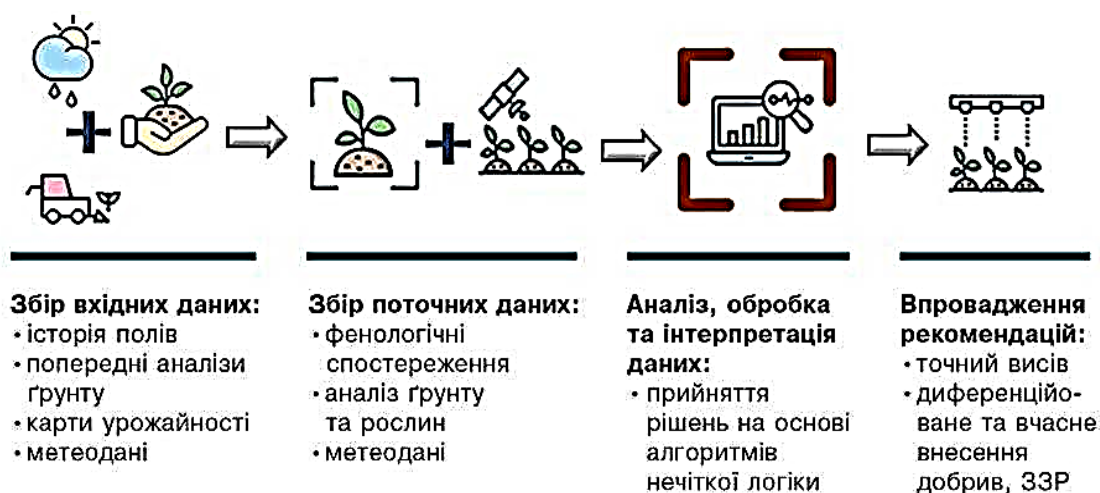 Збір вхідних даних:
• історія полів
• попередні аналізи
ґрунту
• карти урожайності
• метеодані
Збір поточних даних:
• фенологічні
спостереження
• аналіз ґрунту
та рослин
• метеодані
Аналіз, обробка
та інтерпретація
даних:
• прийняття
рішень на основі
алгоритмів
нечіткої логіки
Впровадження
рекомендацій:
• точний висів
• диференційо-
ване та вчасне
внесення
добрив, ЗЗР